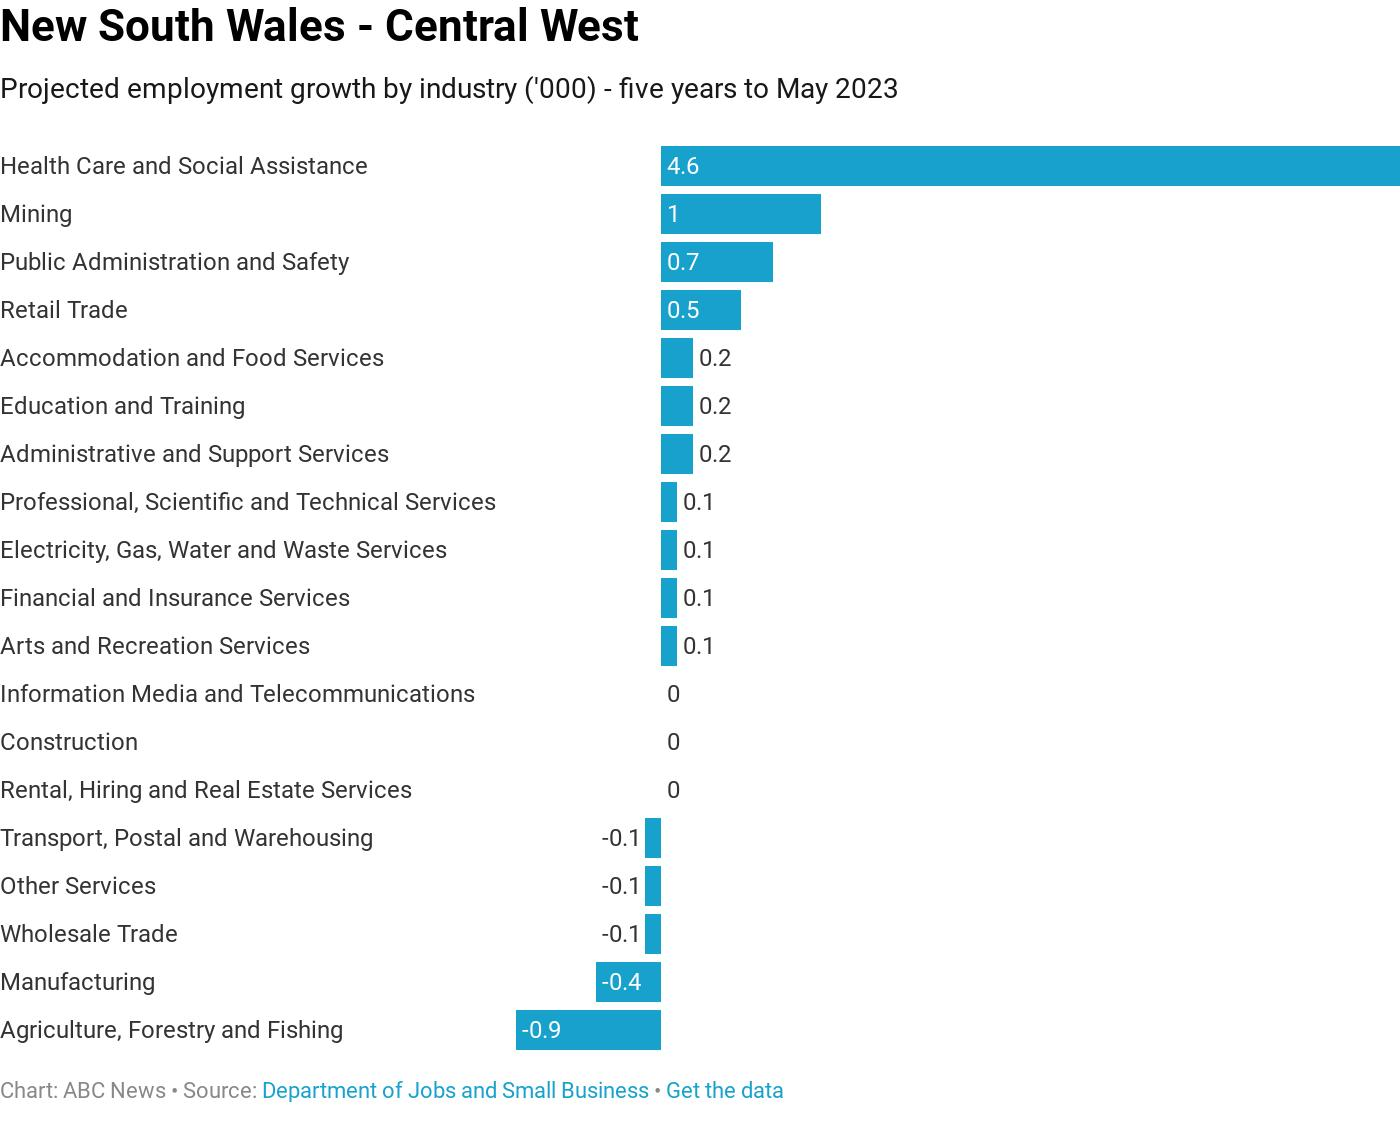 New South Wales - Central West
Projected employment growth by industry ('000) - five years to May 2023
Health Care and Social Assistance 4.6
Mining 1
Public Administration and Safety 0.7
Retail Trade 0.5
Accommodation and Food Services 0.2
Education and Training 0.2
Administrative and Support Services 0.2
Professional, Scientific and Technical Services 0.1
Electricity, Gas, Water and Waste Services 0.1
Financial and Insurance Services 0.1
Arts and Recreation Services 0.1
Information Media and Telecommunications 0
Construction 0
Rental, Hiring and Real Estate Services 0
Transport, Postal and Warehousing -0.1
Other Services -0.1
Wholesale Trade -0.1
Manufacturing -0.4
Agriculture, Forestry and Fishing -0.9
Chart: ABC News • Source: Department of Jobs and Small Business • Get the data